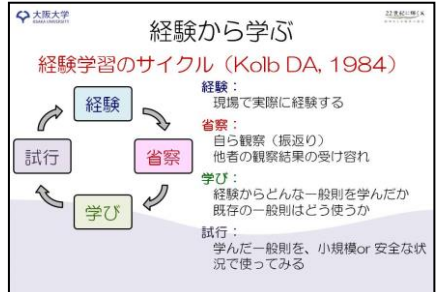 大阪大学
OSAKA UNIVERSITY
22世紀に輝く
経験から学ぶ
経験学習のサイクル（Kolb DA, 1984）
経験
省察
学び
試行
経験：
現場で実際に経験する
省察：
自ら観察（振返り）
他者の観察結果の受け容れ
学び：
経験からどんな一般則を学んだか
既存の一般則はどう使うか
試行：
学んだ一般則を、小規模or 安全な状
況で使ってみる